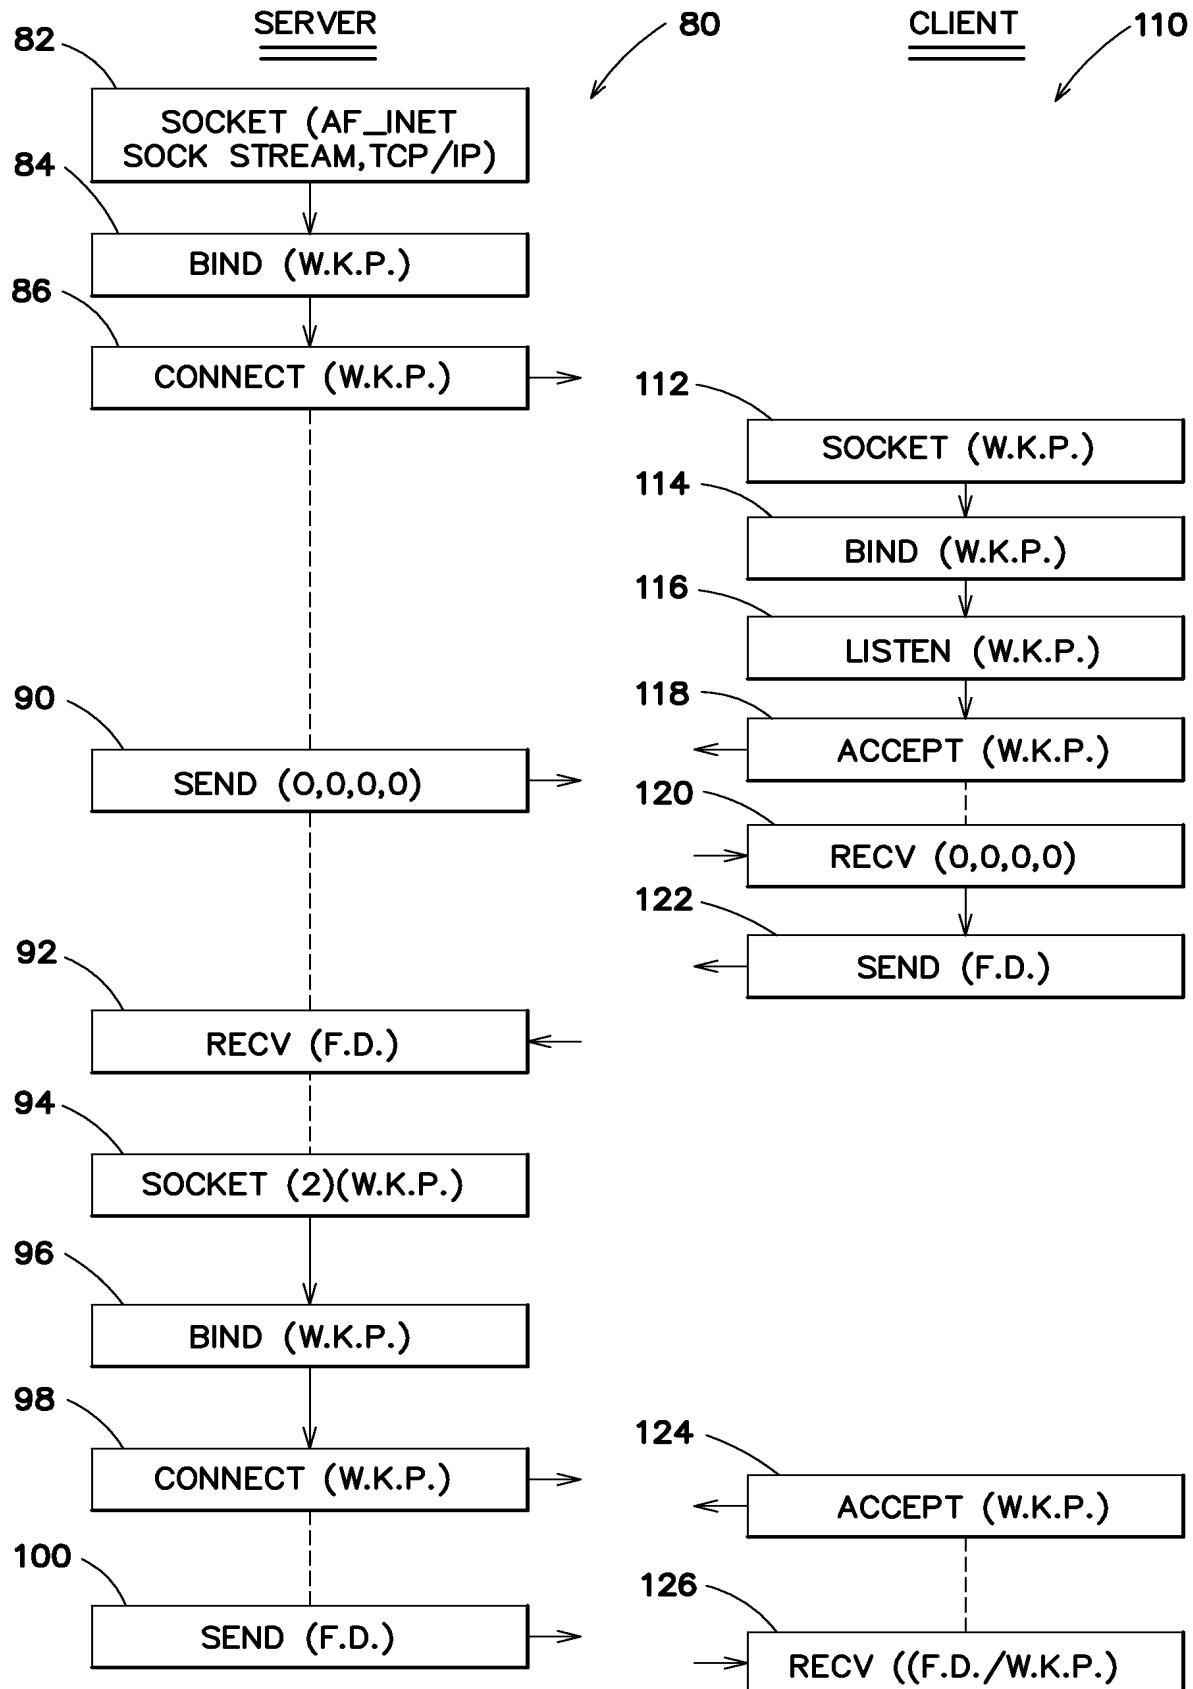 SERVER
80
CLIENT
110
82
SOCKET (AF_INET
SOCK STREAM,TCP/IP)
84
BIND (W.K.P.)
86
CONNECT (W.K.P.)
112
SOCKET (W.K.P.)
114
BIND (W.K.P.)
116
LISTEN (W.K.P.)
90
SEND (0,0,0,0)
118
ACCEPT (W.K.P.)
120
RECV (0,0,0,0)
122
SEND (F.D.)
92
RECV (F.D.)
94
SOCKET (2)(W.K.P.)
96
BIND (W.K.P.)
98
CONNECT (W.K.P.)
124
ACCEPT (W.K.P.)
100
SEND (F.D.)
126
RECV ((F.D./W.K.P.)